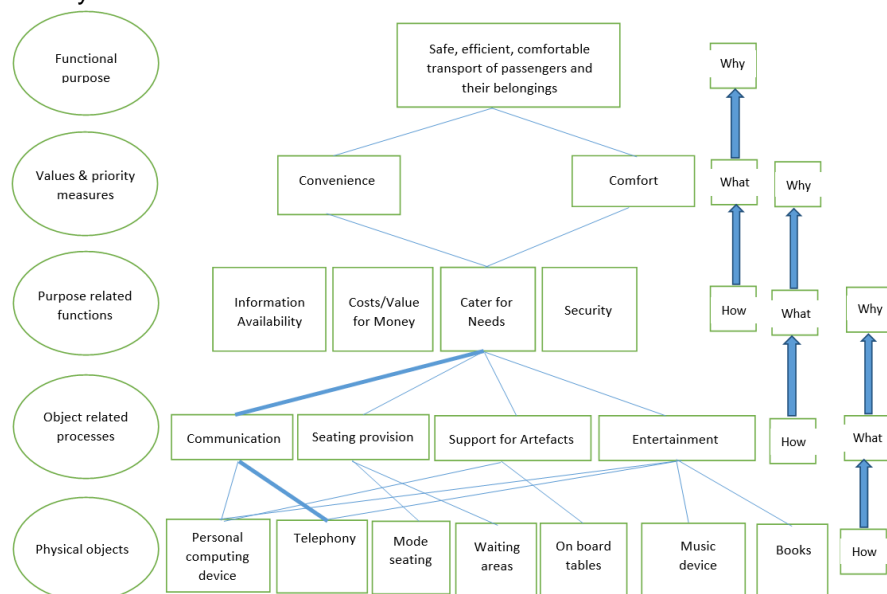 Functional
purpose
Safe, efficient, comfortable
transport of passengers and
their belongings
Why
Values & priority
measures
Convenience
Comfort
What
Why
Purpose related
functions
Information
Availability
Costs/Value
for Money
Cater for
Needs
Security
How
What
Why
Object related
processes
Communication
Seating provision
Support for Artefacts
Entertainment
How
What
Physical objects
Personal
computing
device
Telephony
Mode
seating
Waiting
areas
On board
tables
Music
device
Books
How